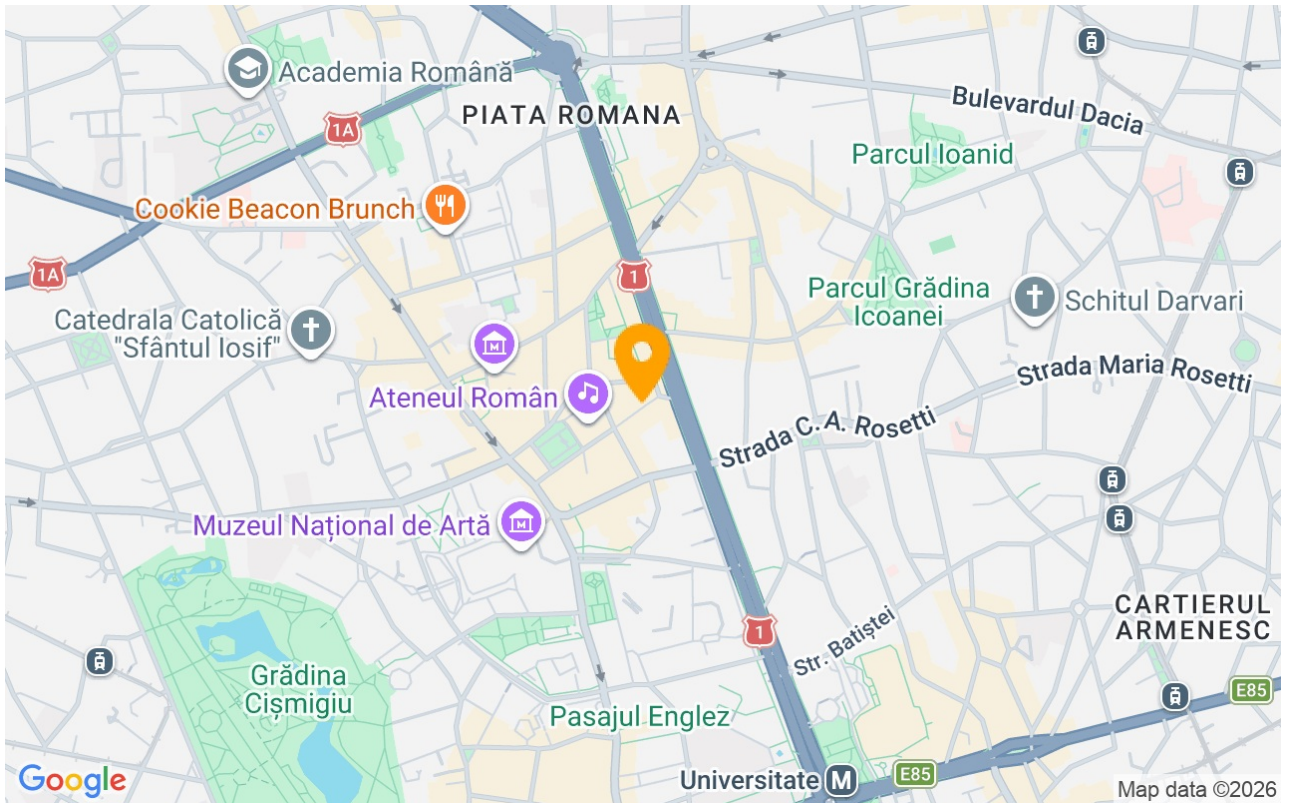 Academia Română
PIATA ROMANA
1A
Bulevardul Dacia
Parcul Ioanid
Cookie Beacon Brunch
1A
1
Parcul Grădina
Icoanei
Schitul Darvari
Catedrala Catolică
"Sfântul Iosif"
Strada Maria Rosetti
Ateneul Român
Strada C. A. Rosetti
Muzeul Național de Artă
CARTIERUL
ARMENESC
1
Str. Batiștei
Grădina
Cișmigiu
Pasajul Englez
E85
Universitate M
E85
Google
Map data ©2026